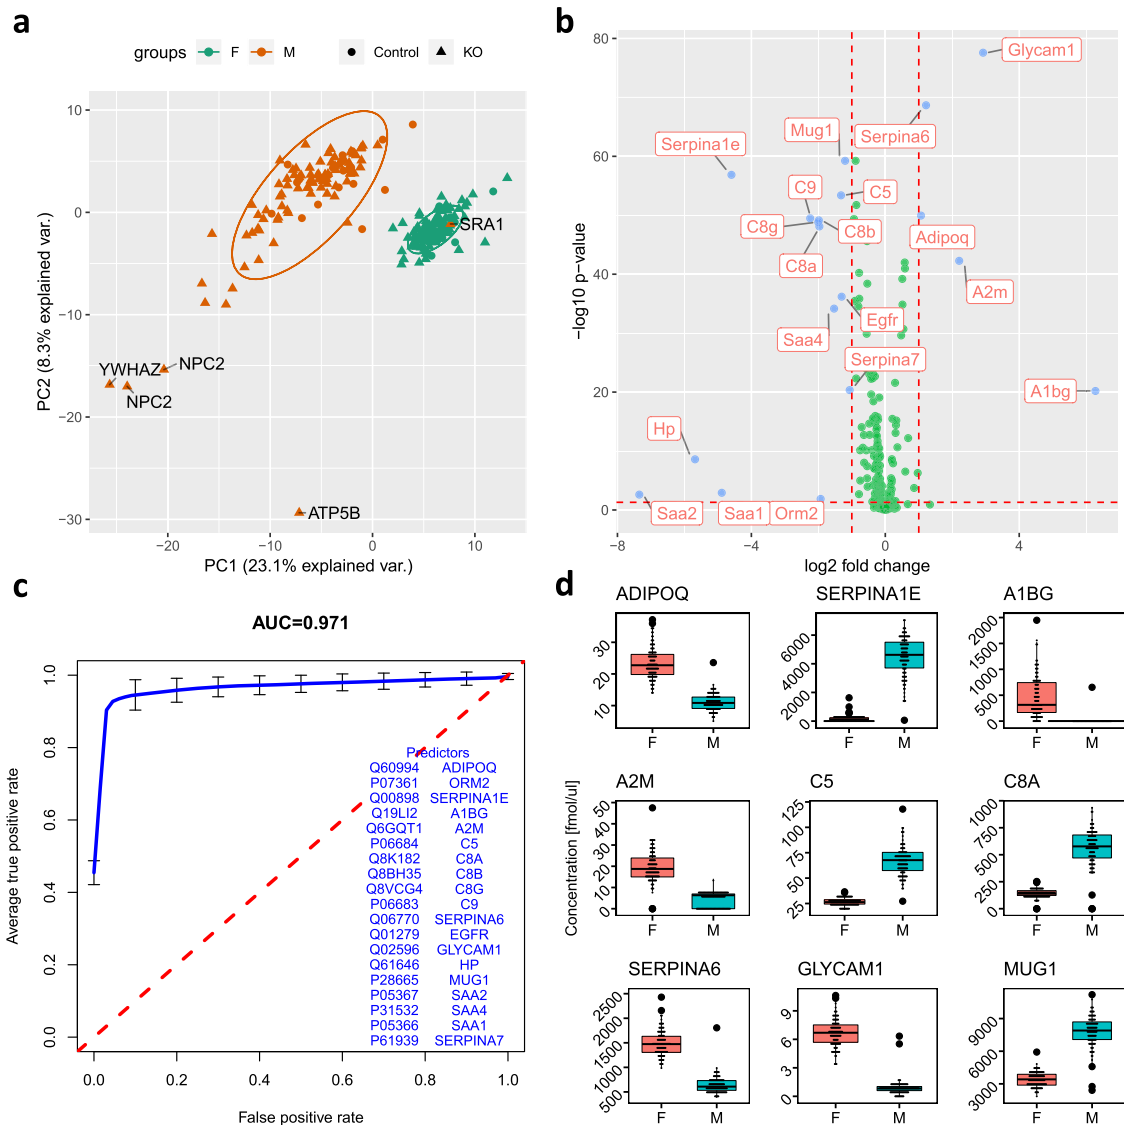 a
groups F M Control KO
10
0
−10
−20
−30
PC2 (8.3% explained var.)
SRA1
YWHAZ
NPC2
NPC2
ATP5B
−20 −10 0 10
PC1 (23.1% explained var.)
b
80
60
40
20
0
−log10 p−value
Glycam1
Serpina6
Mug1
Serpina1e
C9
C5
C8g
C8b
Adipoq
C8a
A2m
Egfr
Saa4
Serpina7
A1bg
Hp
Saa2
Saa1
Orm2
−8 −4 0 4
log2 fold change
c
AUC=0.971
Average true positive rate
1.0
0.8
0.6
0.4
0.2
0.0
Predictors
Q60994 ADIPOQ
P07361 ORM2
Q00898 SERPINA1E
Q19LI2 A1BG
Q6GQT1 A2M
P06684 C5
Q8K182 C8A
Q8BH35 C8B
Q8VCG4 C8G
P06683 C9
Q06770 SERPINA6
Q01279 EGFR
Q02596 GLYCAM1
Q61646 HP
P28665 MUG1
P05367 SAA2
P31532 SAA4
P05366 SAA1
P61939 SERPINA7
0.0 0.2 0.4 0.6 0.8 1.0
False positive rate
d
Concentration [fmol/ul]
ADIPOQ
30
20
10
F M
SERPINA1E
6000
4000
2000
0
F M
A1BG
2000
1500
1000
500
0
F M
A2M
50
40
30
20
10
0
F M
C5
125
100
75
50
25
F M
C8A
1000
750
500
250
0
F M
SERPINA6
2500
2000
1500
1000
500
F M
GLYCAM1
9
6
3
0
F M
MUG1
9000
6000
3000
F M